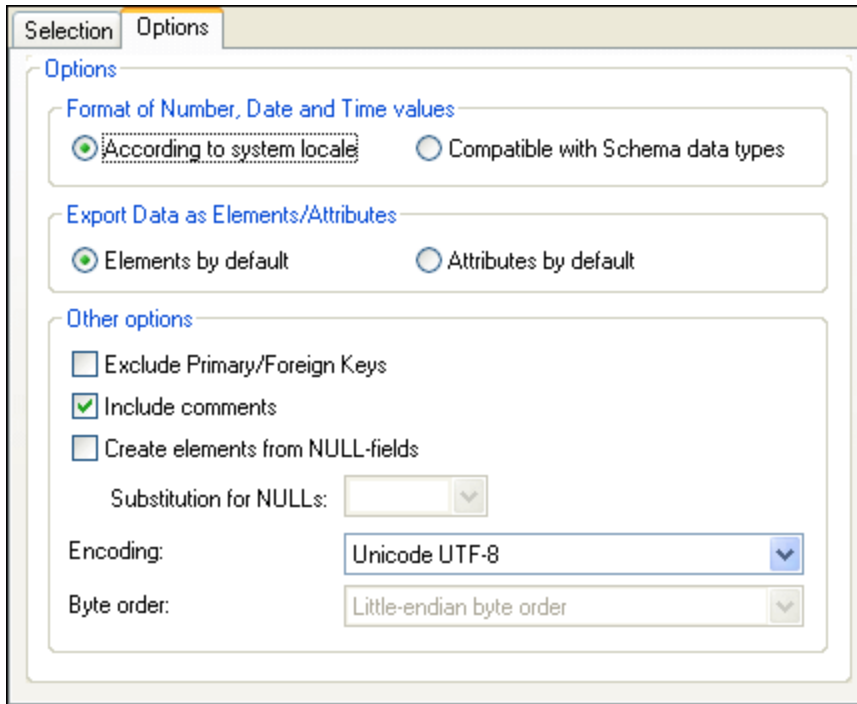 Selection Options
Options
Format of Number, Date and Time values
According to system locale Compatible with Schema data types
Export Data as Elements/Attributes
Elements by default Attributes by default
Other options
Exclude Primary/Foreign Keys
Include comments
Create elements from NULL-fields
Substitution for NULLs:
Encoding: Unicode UTF-8
Byte order: Little-endian byte order